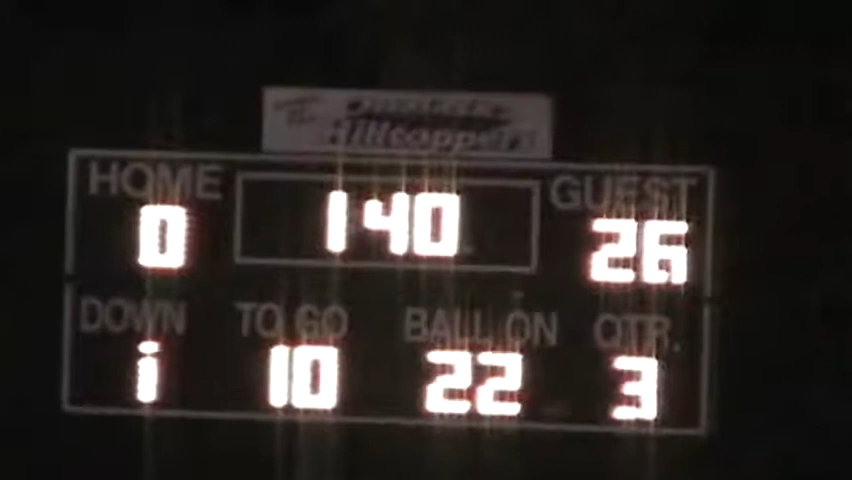 Hilltoppers
HOME 140 GUEST
0 26
DOWN TO GO BALL ON QTR.
1 10 22 3